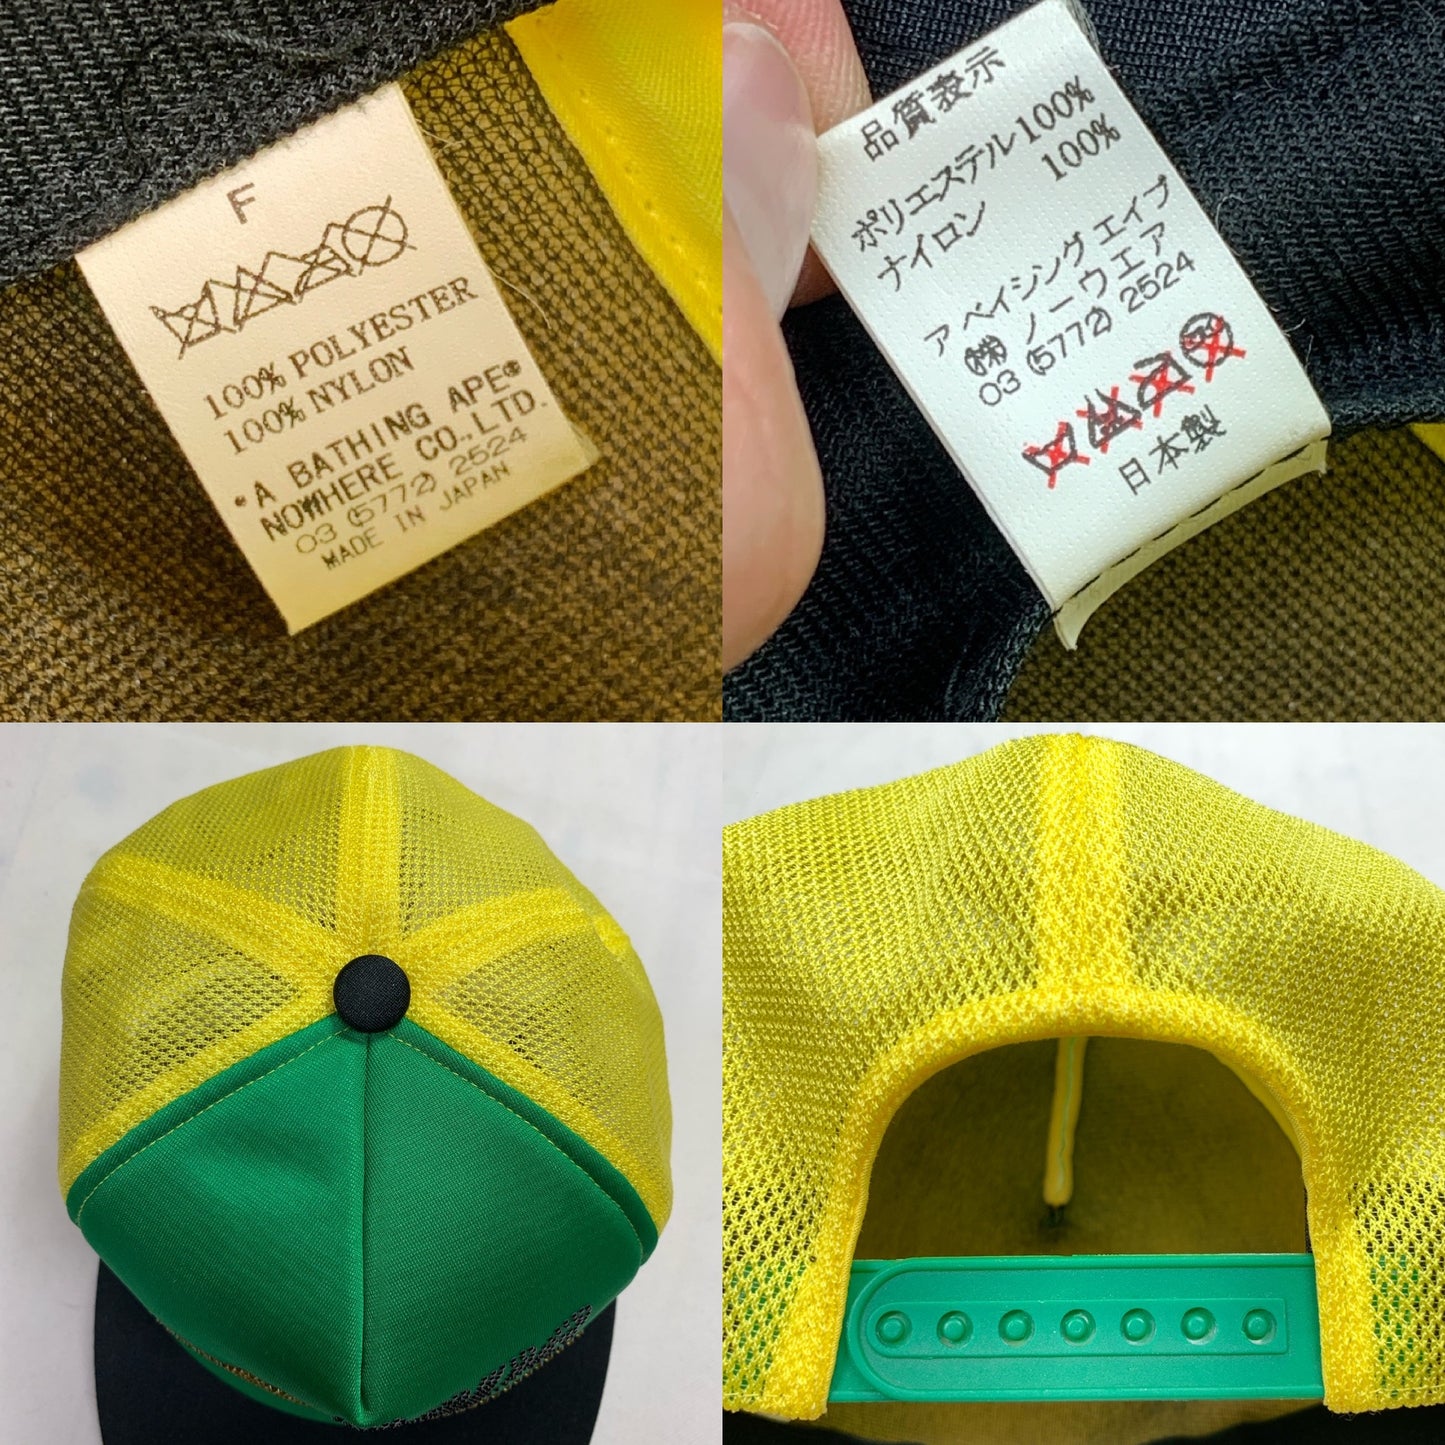 F
100% POLYESTER
100% NYLON
•A BATHING APE®
NOWHERE CO., LTD.
03 (5772) 2524
MADE IN JAPAN
品質表示
ポリエステル100%
ナイロン 100%
ア ベイシング エイプ
㈱ ノーウエア
03 (5772) 2524
日本製